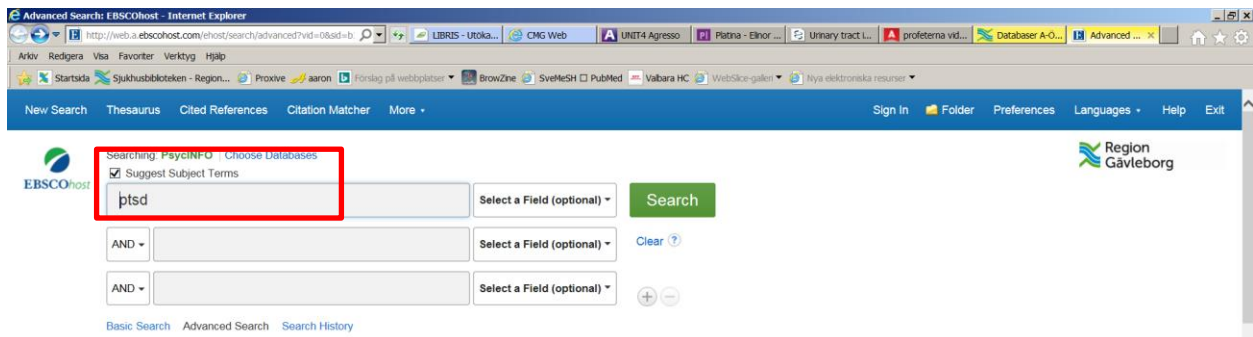 Advanced Search: EBSCOhost - Internet Explorer
http://web.a.ebscohost.com/ehost/search/advanced?vid=0&sid=b LIBRIS - Utöka... CMG Web UNIT4 Agresso Platina - Elinor ... Urinary tract i... profeterna vid... Databaser A-Ö... Advanced ...
Arkiv Redigera Visa Favoriter Verktyg Hjälp
Startsida Sjukhusbiblioteken - Region... Proxive aaron Förslag på webbplatser BrowZine SveMeSH PubMed Valbara HC WebSlice-galleri Nya elektroniska resurser
New Search Thesaurus Cited References Citation Matcher More Sign In Folder Preferences Languages Help Exit
Searching: PsycINFO Choose Databases
Suggest Subject Terms
EBSCOhost
Region
Gävleborg
ptsd Select a Field (optional) Search
AND Select a Field (optional) Clear ?
AND Select a Field (optional)
Basic Search Advanced Search Search History